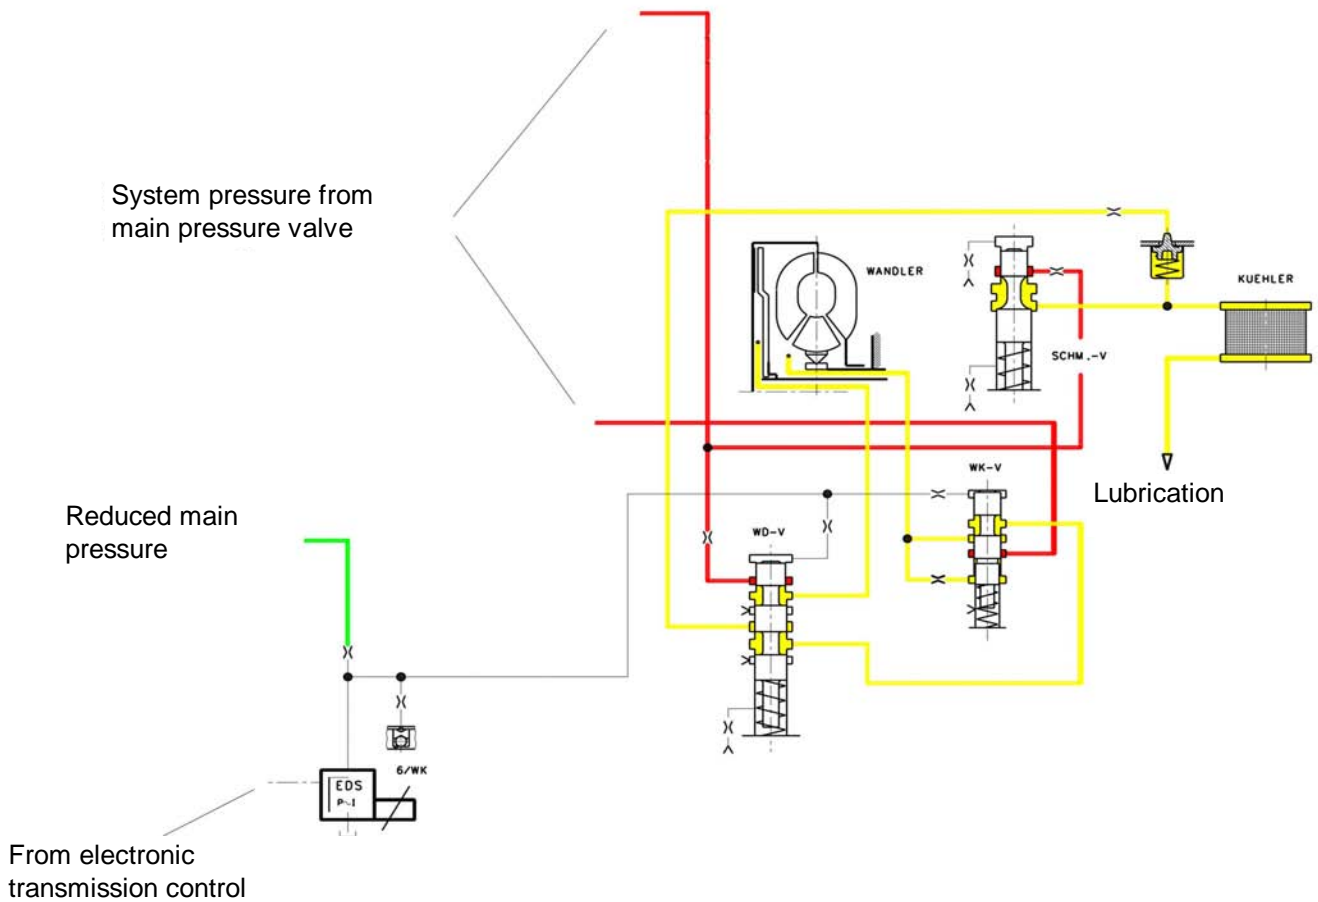 System pressure from
main pressure valve
WANDLER
KUEHLER
SCHM.-V
WK-V
Lubrication
Reduced main
pressure
WD-V
6/WK
EDS
P-I
From electronic
transmission control